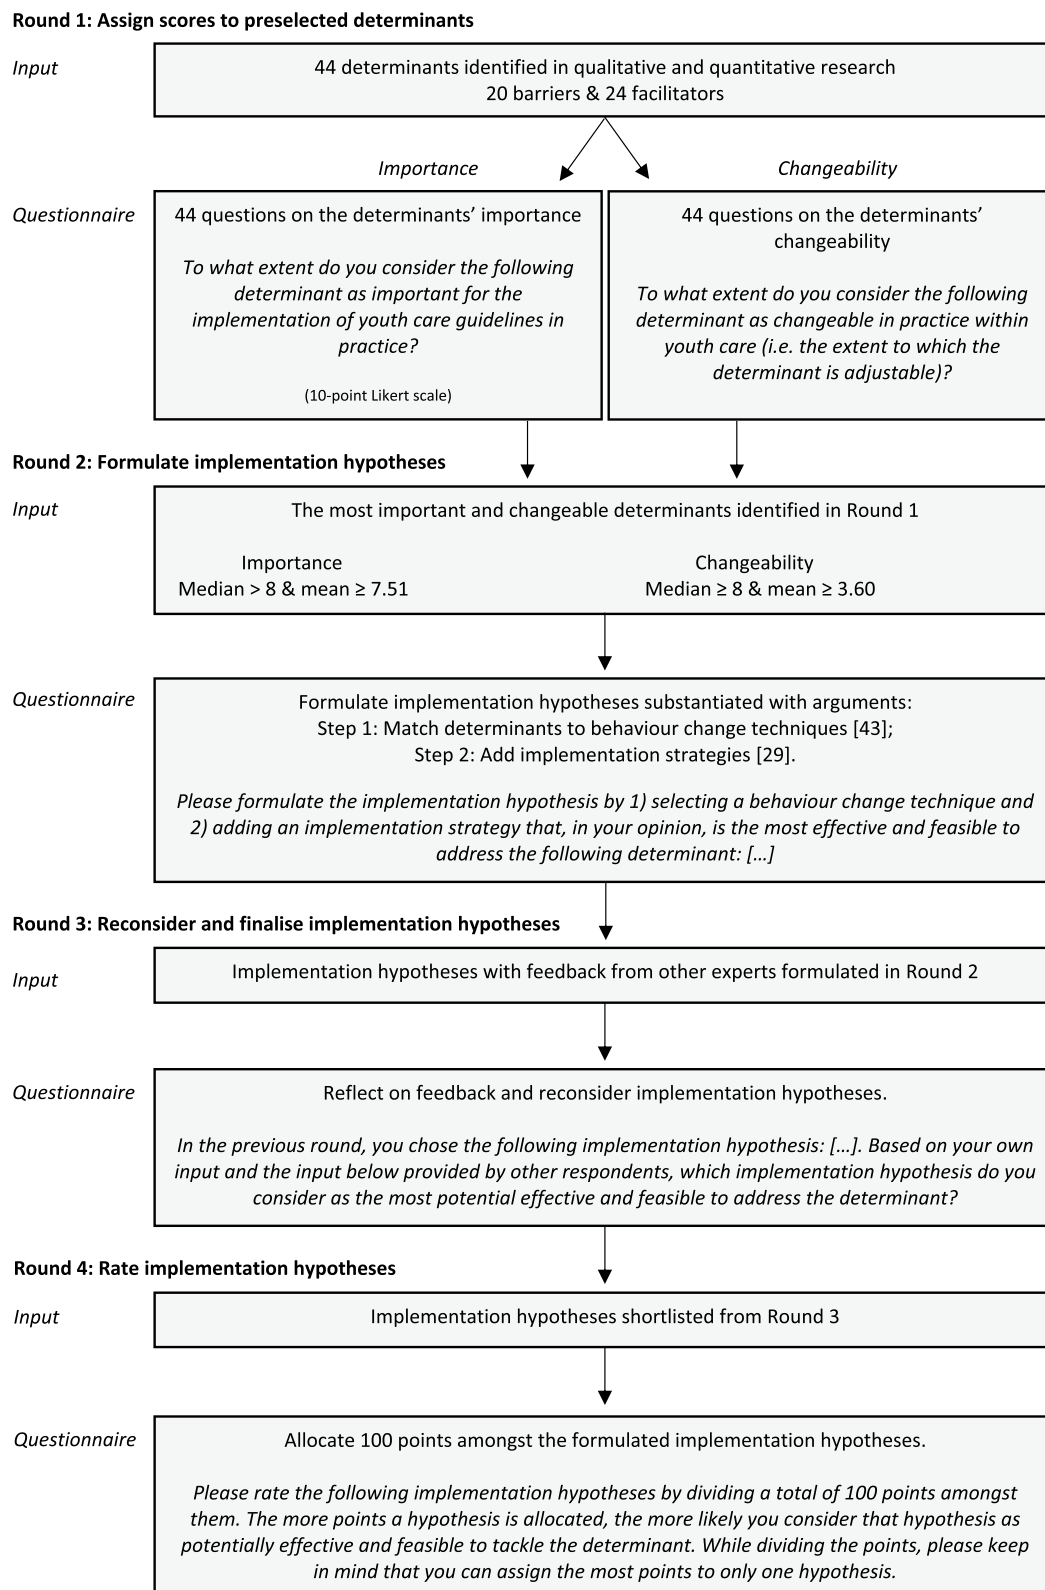 Round 1: Assign scores to preselected determinants
Input
44 determinants identified in qualitative and quantitative research
20 barriers & 24 facilitators
Importance
Changeability
Questionnaire
44 questions on the determinants' importance
To what extent do you consider the following
determinant as important for the
implementation of youth care guidelines in
practice?
(10-point Likert scale)
44 questions on the determinants'
changeability
To what extent do you consider the following
determinant as changeable in practice within
youth care (i.e. the extent to which the
determinant is adjustable)?
Round 2: Formulate implementation hypotheses
Input
The most important and changeable determinants identified in Round 1
Importance
Median > 8 & mean ≥ 7.51
Changeability
Median ≥ 8 & mean ≥ 3.60
Questionnaire
Formulate implementation hypotheses substantiated with arguments:
Step 1: Match determinants to behaviour change techniques [43];
Step 2: Add implementation strategies [29].
Please formulate the implementation hypothesis by 1) selecting a behaviour change technique and
2) adding an implementation strategy that, in your opinion, is the most effective and feasible to
address the following determinant: [...]
Round 3: Reconsider and finalise implementation hypotheses
Input
Implementation hypotheses with feedback from other experts formulated in Round 2
Questionnaire
Reflect on feedback and reconsider implementation hypotheses.
In the previous round, you chose the following implementation hypothesis: [...]. Based on your own
input and the input below provided by other respondents, which implementation hypothesis do you
consider as the most potential effective and feasible to address the determinant?
Round 4: Rate implementation hypotheses
Input
Implementation hypotheses shortlisted from Round 3
Questionnaire
Allocate 100 points amongst the formulated implementation hypotheses.
Please rate the following implementation hypotheses by dividing a total of 100 points amongst
them. The more points a hypothesis is allocated, the more likely you consider that hypothesis as
potentially effective and feasible to tackle the determinant. While dividing the points, please keep
in mind that you can assign the most points to only one hypothesis.